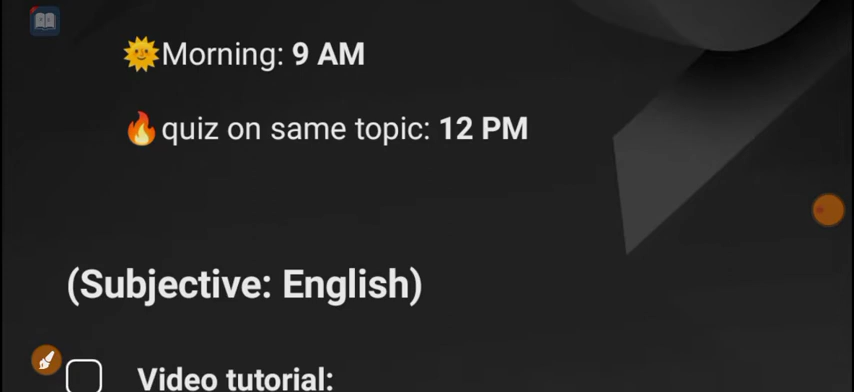 🌞Morning: 9 AM
🔥quiz on same topic: 12 PM
(Subjective: English)
Video tutorial: